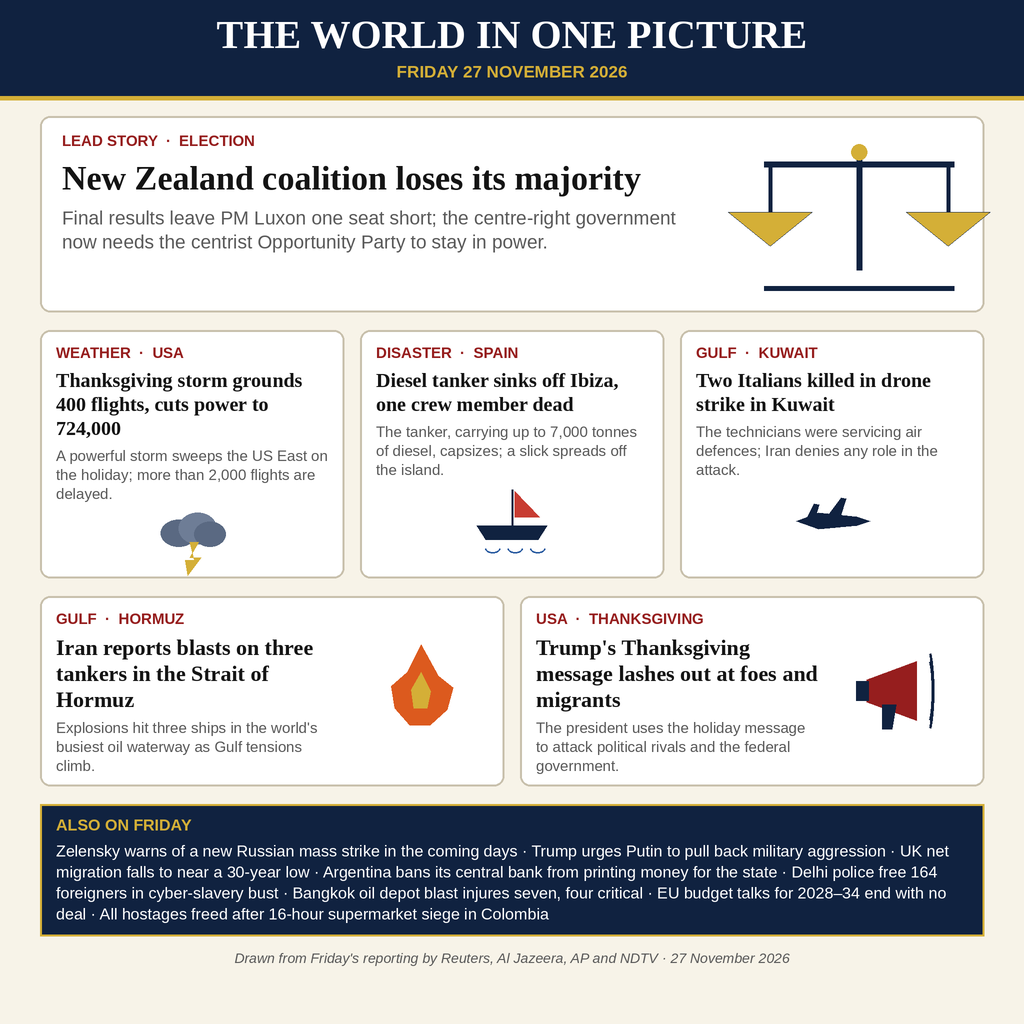 THE WORLD IN ONE PICTURE
FRIDAY 27 NOVEMBER 2026
LEAD STORY · ELECTION
New Zealand coalition loses its majority
Final results leave PM Luxon one seat short; the centre-right government
now needs the centrist Opportunity Party to stay in power.
WEATHER · USA
Thanksgiving storm grounds
400 flights, cuts power to
724,000
A powerful storm sweeps the US East on
the holiday; more than 2,000 flights are
delayed.
DISASTER · SPAIN
Diesel tanker sinks off Ibiza,
one crew member dead
The tanker, carrying up to 7,000 tonnes
of diesel, capsizes; a slick spreads off
the island.
GULF · KUWAIT
Two Italians killed in drone
strike in Kuwait
The technicians were servicing air
defences; Iran denies any role in the
attack.
GULF · HORMUZ
Iran reports blasts on three
tankers in the Strait of
Hormuz
Explosions hit three ships in the world's
busiest oil waterway as Gulf tensions
climb.
USA · THANKSGIVING
Trump's Thanksgiving
message lashes out at foes and
migrants
The president uses the holiday message
to attack political rivals and the federal
government.
ALSO ON FRIDAY
Zelensky warns of a new Russian mass strike in the coming days · Trump urges Putin to pull back military aggression · UK net
migration falls to near a 30-year low · Argentina bans its central bank from printing money for the state · Delhi police free 164
foreigners in cyber-slavery bust · Bangkok oil depot blast injures seven, four critical · EU budget talks for 2028–34 end with no
deal · All hostages freed after 16-hour supermarket siege in Colombia
Drawn from Friday's reporting by Reuters, Al Jazeera, AP and NDTV · 27 November 2026